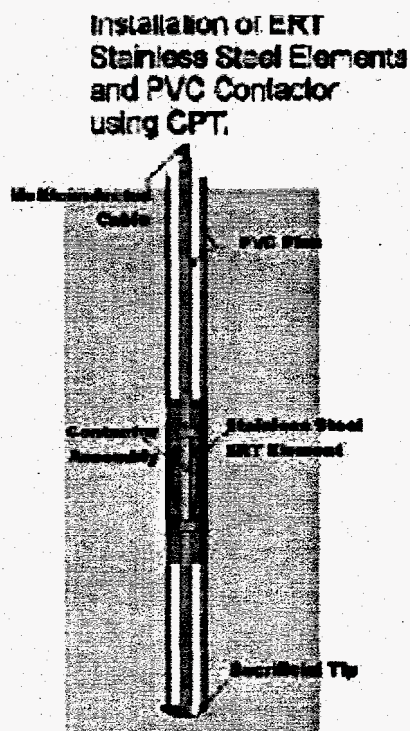 Installation of ERT
Stainless Steel Elements
and PVC Contactor
using CPT.
Cable
PVC
Contactor
Assembly
Stainless Steel
ERT Element
Sacrificial Tip